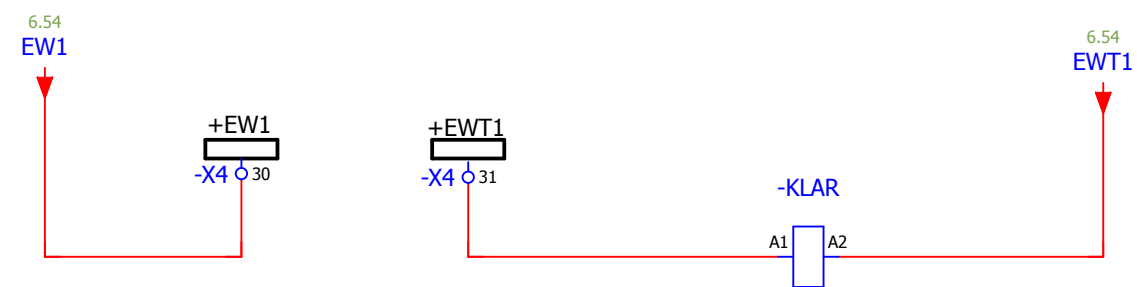 6.54
EW1
6.54
EWT1
+EW1
-X4 30
+EWT1
-X4 31
-KLAR
A1 A2